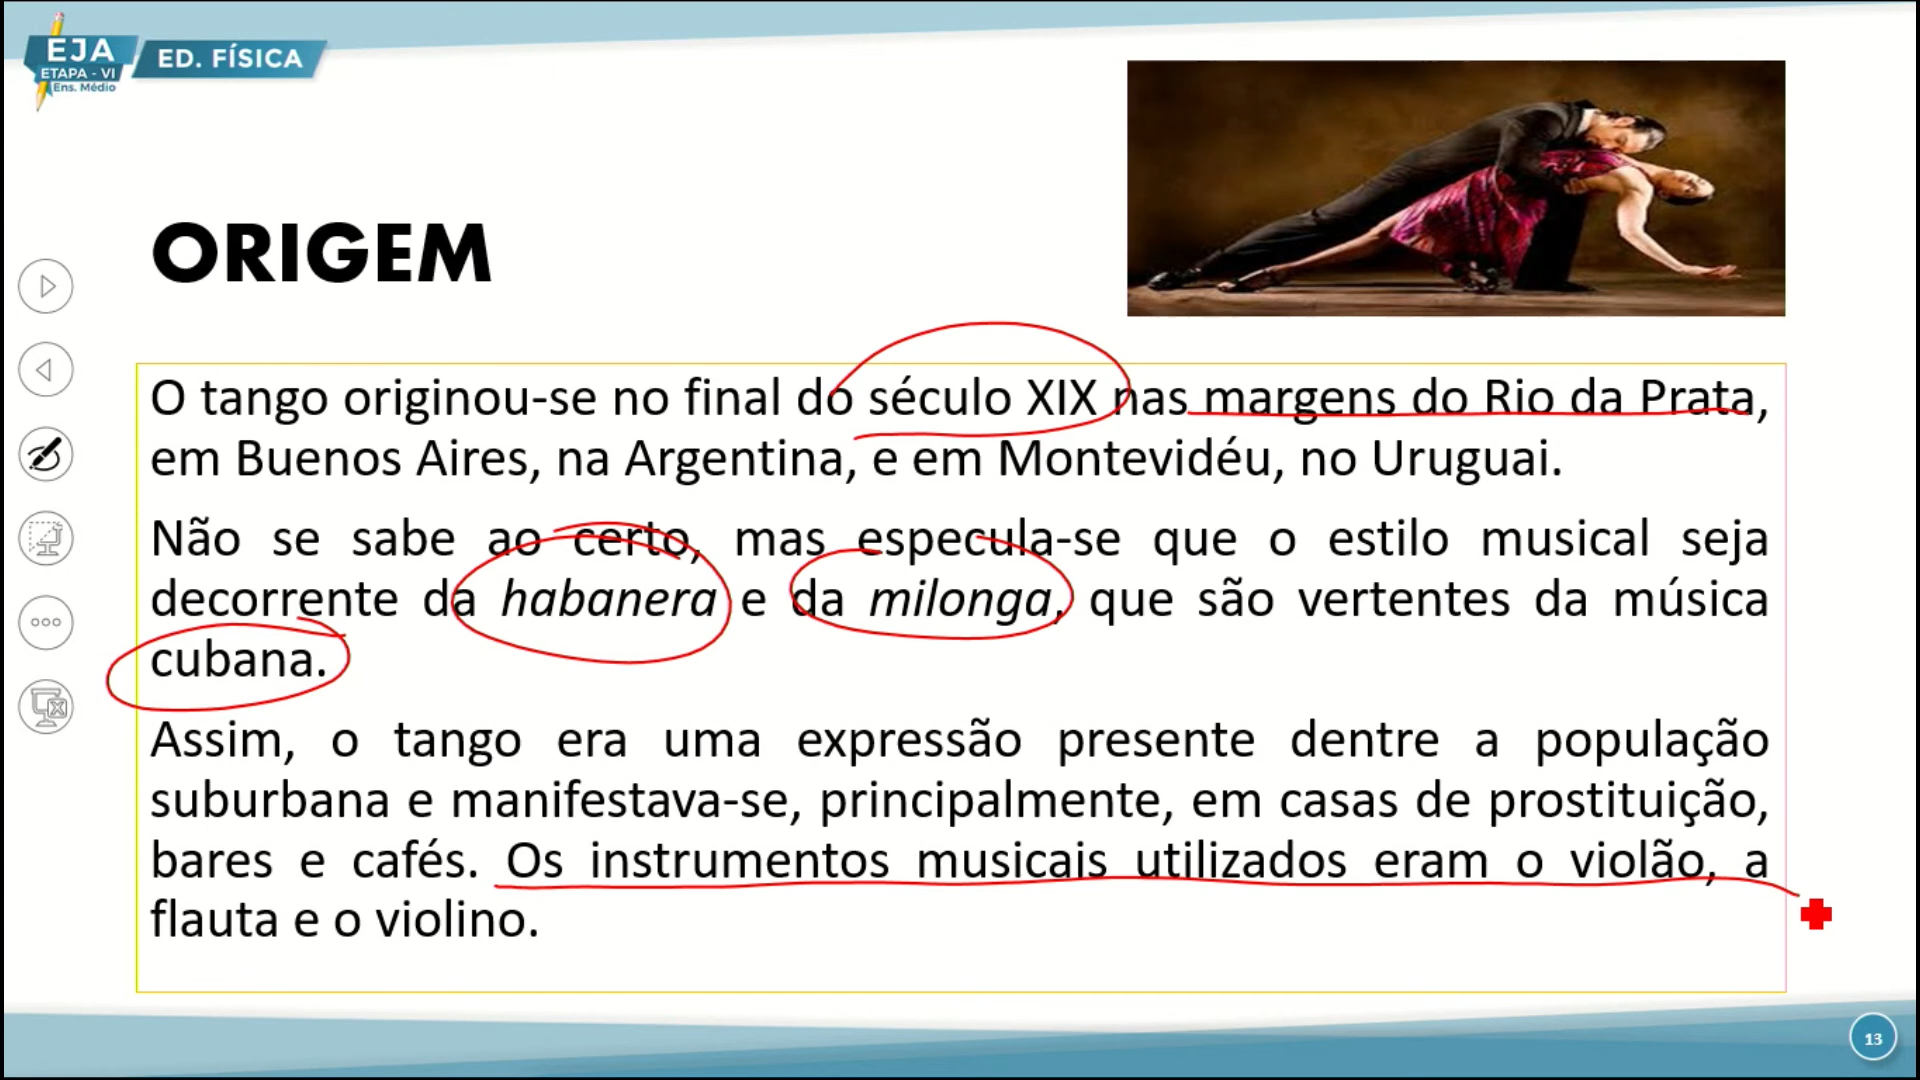 EJA
ETAPA - VI
Ens. Médio
ED. FÍSICA
ORIGEM
O tango originou-se no final do século XIX nas margens do Rio da Prata,
em Buenos Aires, na Argentina, e em Montevidéu, no Uruguai.
Não se sabe ao certo, mas especula-se que o estilo musical seja
decorrente da habanera e da milonga, que são vertentes da música
cubana.
Assim, o tango era uma expressão presente dentre a população
suburbana e manifestava-se, principalmente, em casas de prostituição,
bares e cafés. Os instrumentos musicais utilizados eram o violão, a
flauta e o violino.
13